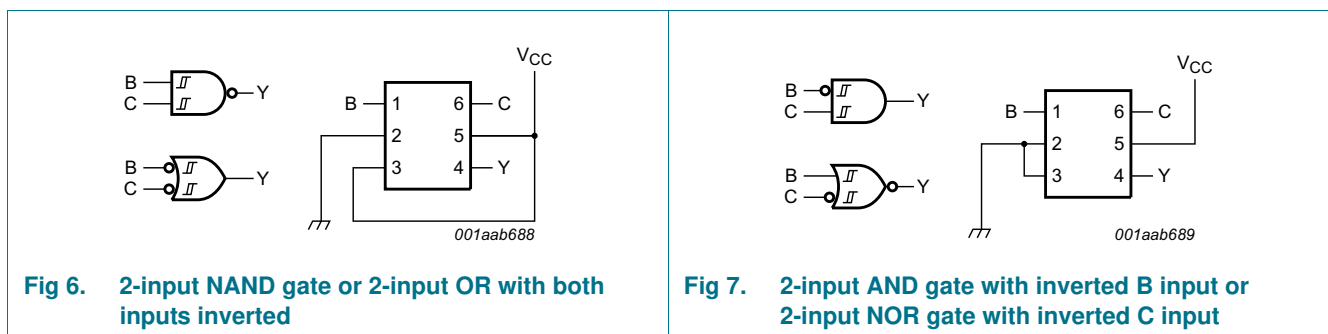 VCC
B
C
Y
B
C
Y
B 1 6 C
2 5
3 4 Y
001aab688
Fig 6. 2-input NAND gate or 2-input OR with both
inputs inverted
VCC
B
C
Y
B
C
Y
B 1 6 C
2 5
3 4 Y
001aab689
Fig 7. 2-input AND gate with inverted B input or
2-input NOR gate with inverted C input